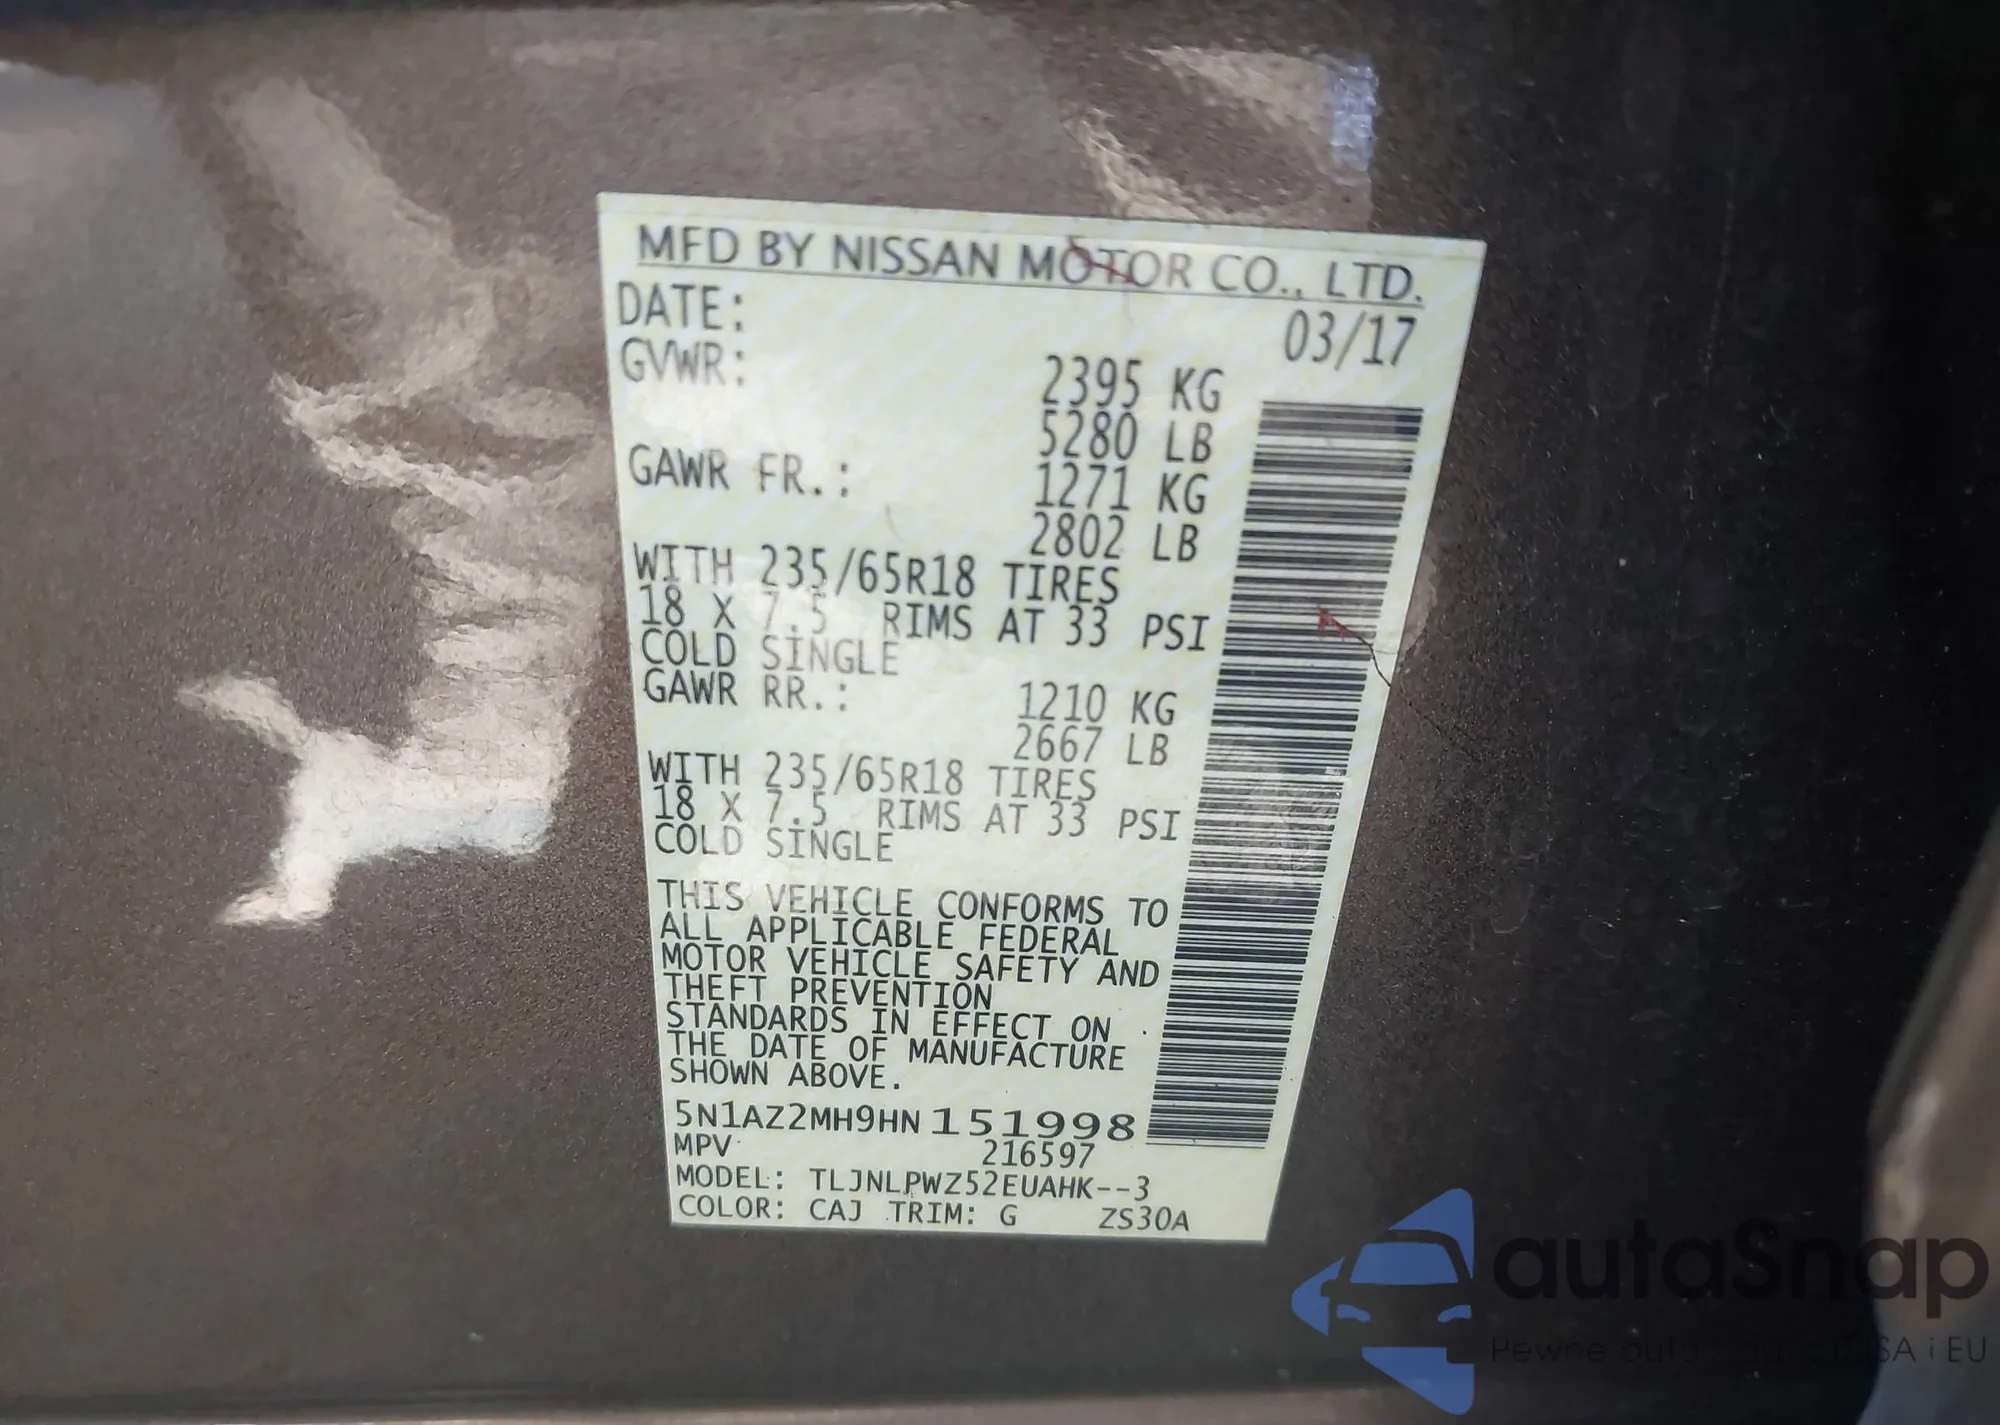 MFD BY NISSAN MOTOR CO., LTD.
DATE: 03/17
GVWR: 2395 KG
5280 LB
GAWR FR.: 1271 KG
2802 LB
WITH 235/65R18 TIRES
18 X 7.5 RIMS AT 33 PSI
COLD SINGLE
GAWR RR.: 1210 KG
2667 LB
WITH 235/65R18 TIRES
18 X 7.5 RIMS AT 33 PSI
COLD SINGLE
THIS VEHICLE CONFORMS TO
ALL APPLICABLE FEDERAL
MOTOR VEHICLE SAFETY AND
THEFT PREVENTION
STANDARDS IN EFFECT ON
THE DATE OF MANUFACTURE
SHOWN ABOVE.
5N1AZ2MH9HN151998
MPV 216597
MODEL: TLJNLPWZ52EUAHK--3
COLOR: CAJ TRIM: G ZS30A
autaSnap
Pewne auta USA i EU